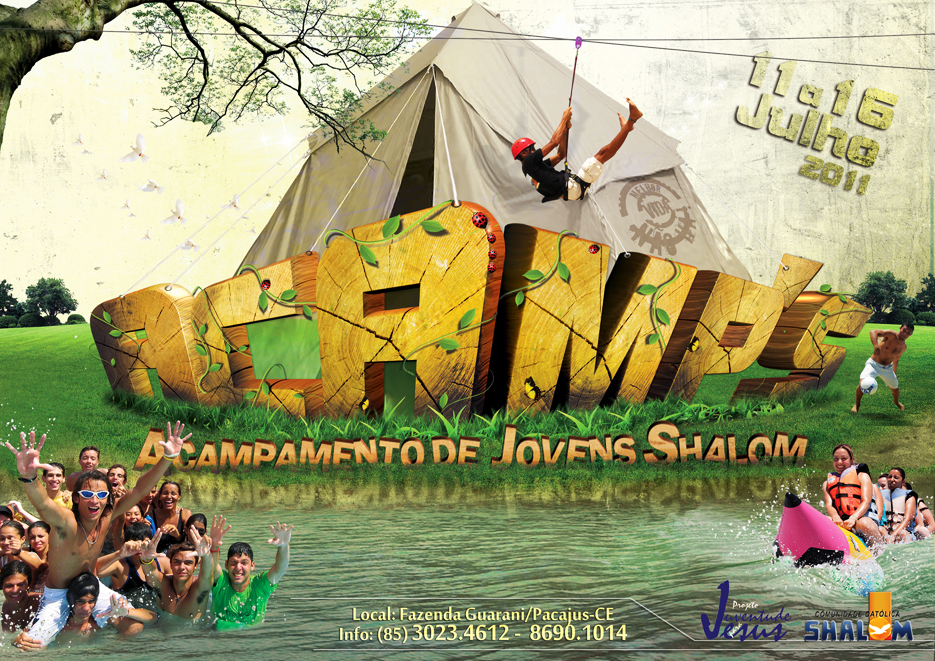 11 a 16
Julho
2011
ACAMP's
ACAMPAMENTO DE JOVENS SHALOM
Local: Fazenda Guarani/Pacajus-CE
Info: (85) 3023.4612 - 8690.1014
Projeto
Juventude
Jesus
COMUNIDADE CATÓLICA
SHALOM